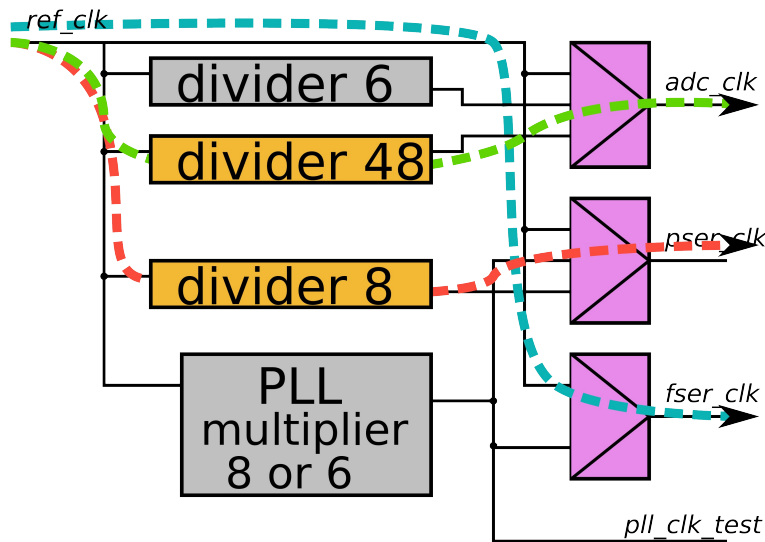 ref_clk
divider 6
adc_clk
divider 48
pser_clk
divider 8
PLL
multiplier
8 or 6
fser_clk
pll_clk_test